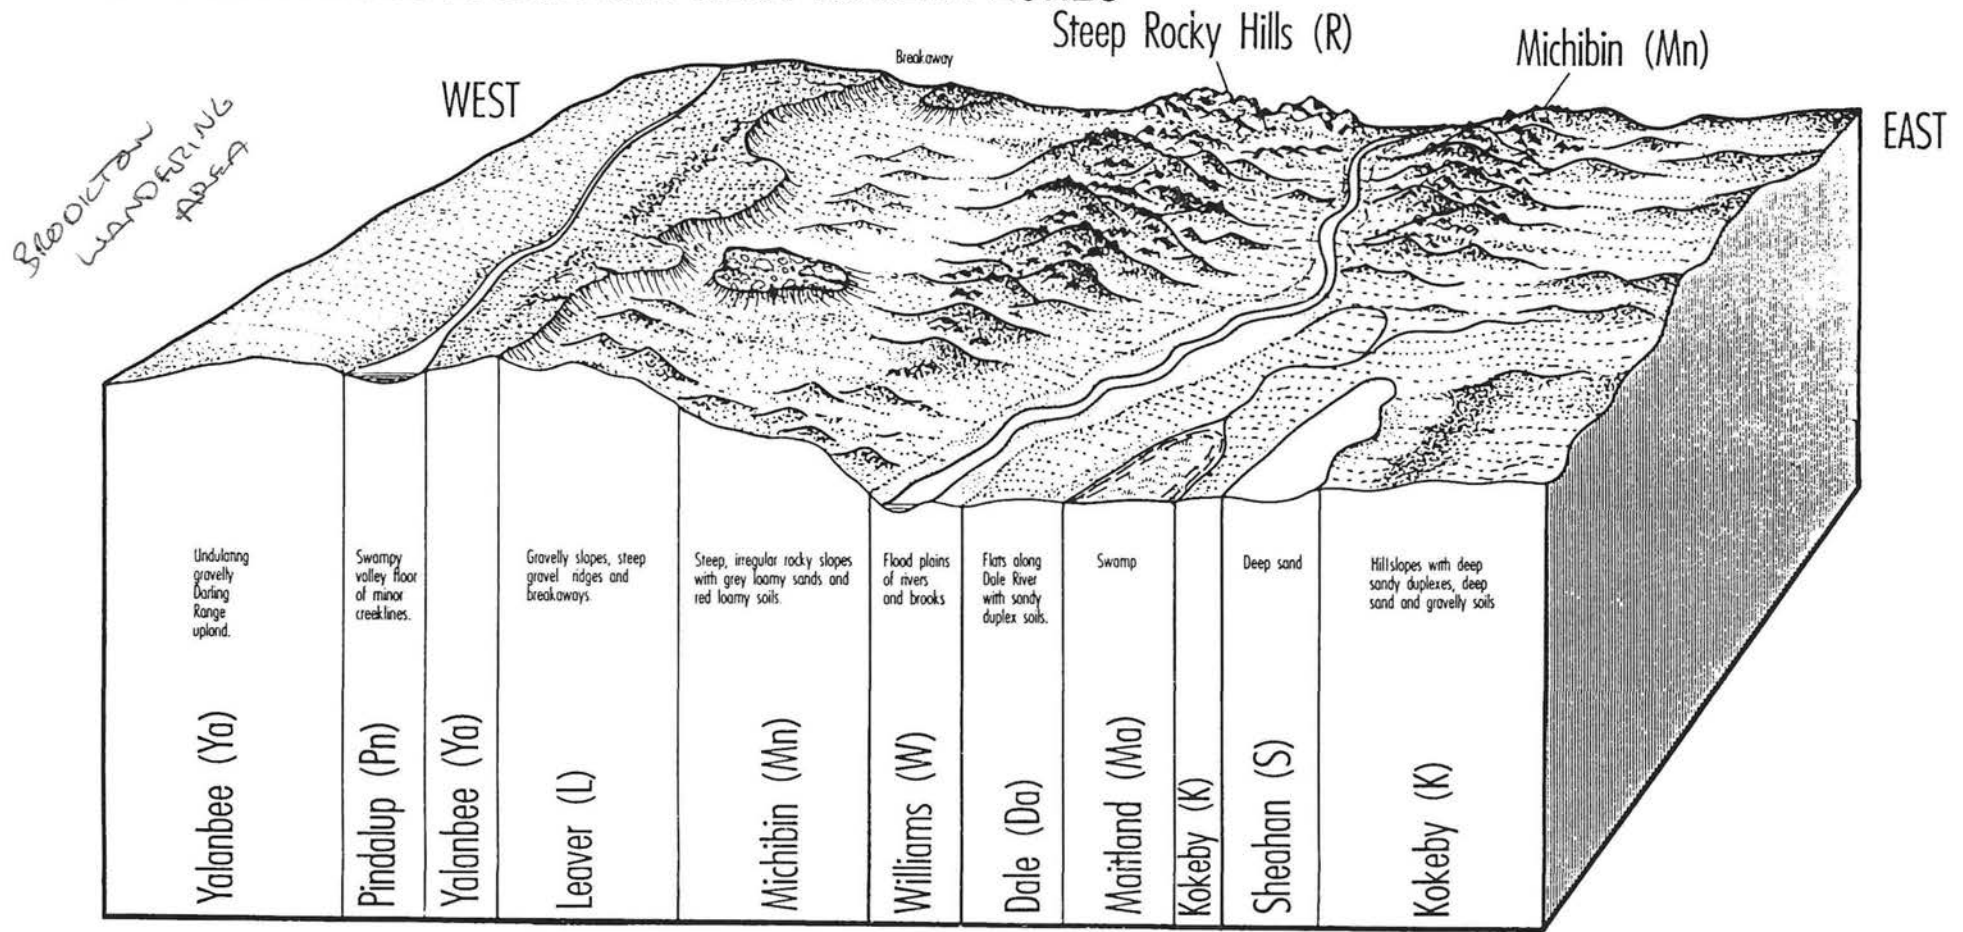 Steep Rocky Hills (R)
Michibin (Mn)
Breakaway
WEST
EAST
BROOKTON
WANDERING
AREA
Undulating
gravelly
Darling
Range
upland.
Swampy
valley floor
of minor
creeklines.
Gravelly slopes, steep
gravel ridges and
breakaways.
Steep, irregular rocky slopes
with grey loamy sands and
red loamy soils.
Flood plains
of rivers
and brooks
Flats along
Dale River
with sandy
duplex soils.
Swamp
Deep sand
Hillslopes with deep
sandy duplexes, deep
sand and gravelly soils
Yalanbee (Ya)
Pindalup (Pn)
Yalanbee (Ya)
Leaver (L)
Michibin (Mn)
Williams (W)
Dale (Da)
Maitland (Ma)
Kokeby (K)
Sheahan (S)
Kokeby (K)